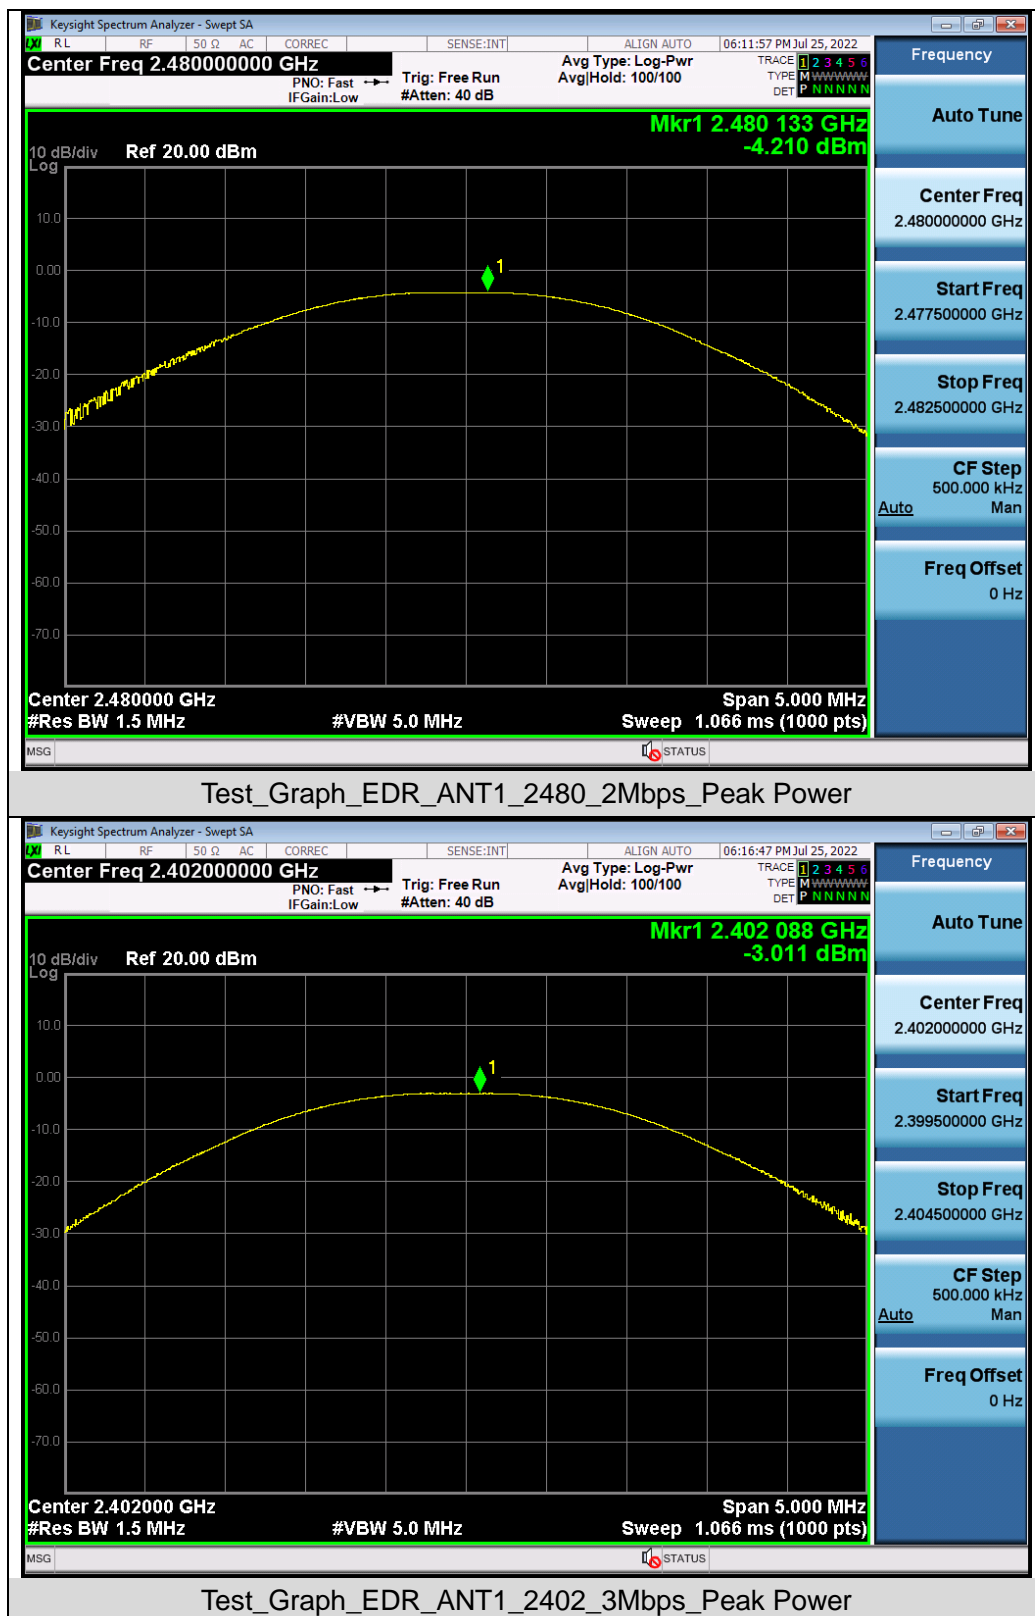 Keysight Spectrum Analyzer - Swept SA
LXI RL RF 50 Ω AC CORREC SENSE:INT ALIGN AUTO 06:11:57 PM Jul 25, 2022
Center Freq 2.480000000 GHz
PNO: Fast
IFGain:Low
Trig: Free Run
#Atten: 40 dB
Avg Type: Log-Pwr
Avg|Hold: 100/100
TRACE 1 2 3 4 5 6
TYPE M WWWWW
DET P N N N N N
Mkr1 2.480 133 GHz
-4.210 dBm
10 dB/div Ref 20.00 dBm
Log
1
10.0
0.00
-10.0
-20.0
-30.0
-40.0
-50.0
-60.0
-70.0
Center 2.480000 GHz Span 5.000 MHz
#Res BW 1.5 MHz #VBW 5.0 MHz Sweep 1.066 ms (1000 pts)
MSG STATUS
Frequency
Auto Tune
Center Freq
2.480000000 GHz
Start Freq
2.477500000 GHz
Stop Freq
2.482500000 GHz
CF Step
500.000 kHz
Auto Man
Freq Offset
0 Hz
Test_Graph_EDR_ANT1_2480_2Mbps_Peak Power
Keysight Spectrum Analyzer - Swept SA
LXI RL RF 50 Ω AC CORREC SENSE:INT ALIGN AUTO 06:16:47 PM Jul 25, 2022
Center Freq 2.402000000 GHz
PNO: Fast
IFGain:Low
Trig: Free Run
#Atten: 40 dB
Avg Type: Log-Pwr
Avg|Hold: 100/100
TRACE 1 2 3 4 5 6
TYPE M WWWWW
DET P N N N N N
Mkr1 2.402 088 GHz
-3.011 dBm
10 dB/div Ref 20.00 dBm
Log
1
10.0
0.00
-10.0
-20.0
-30.0
-40.0
-50.0
-60.0
-70.0
Center 2.402000 GHz Span 5.000 MHz
#Res BW 1.5 MHz #VBW 5.0 MHz Sweep 1.066 ms (1000 pts)
MSG STATUS
Frequency
Auto Tune
Center Freq
2.402000000 GHz
Start Freq
2.399500000 GHz
Stop Freq
2.404500000 GHz
CF Step
500.000 kHz
Auto Man
Freq Offset
0 Hz
Test_Graph_EDR_ANT1_2402_3Mbps_Peak Power